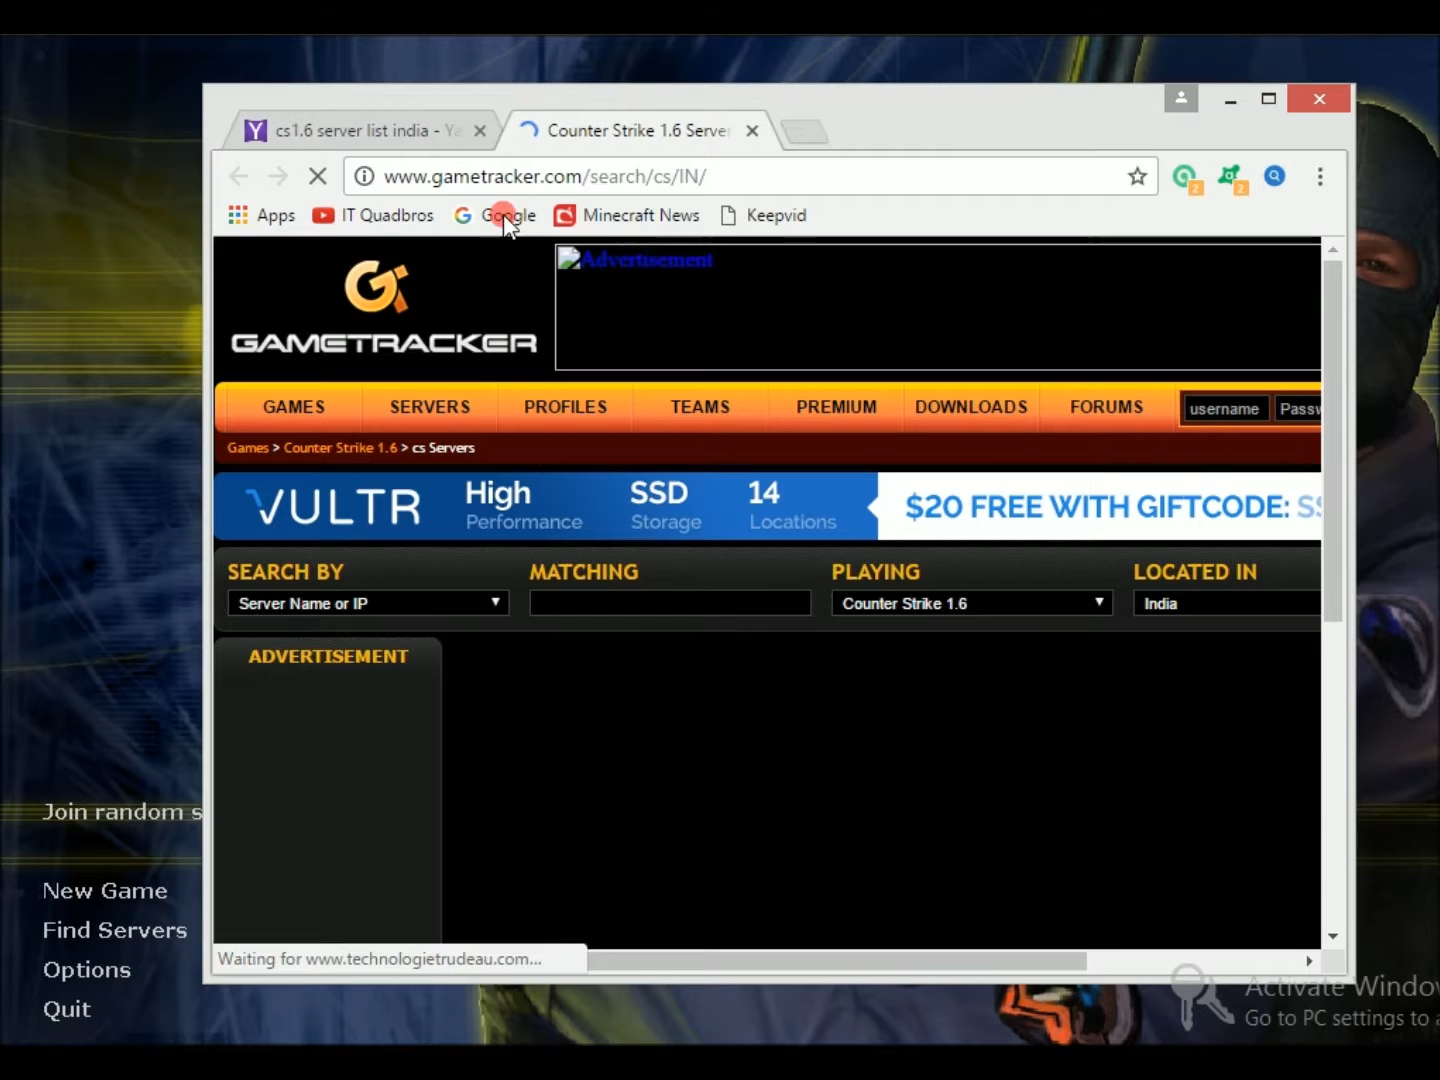 cs1.6 server list india - Ya
Counter Strike 1.6 Server
www.gametracker.com/search/cs/IN/
2
2
Apps
IT Quadbros
Google
Minecraft News
Keepvid
Advertisement
GAMETRACKER
GAMES
SERVERS
PROFILES
TEAMS
PREMIUM
DOWNLOADS
FORUMS
username
Passw
Games > Counter Strike 1.6 > cs Servers
VULTR
High
Performance
SSD
Storage
14
Locations
$20 FREE WITH GIFTCODE: SS
SEARCH BY
MATCHING
PLAYING
LOCATED IN
Server Name or IP
Counter Strike 1.6
India
ADVERTISEMENT
Join random s
New Game
Find Servers
Options
Quit
Waiting for www.technologietrudeau.com...
Activate Window
Go to PC settings to a